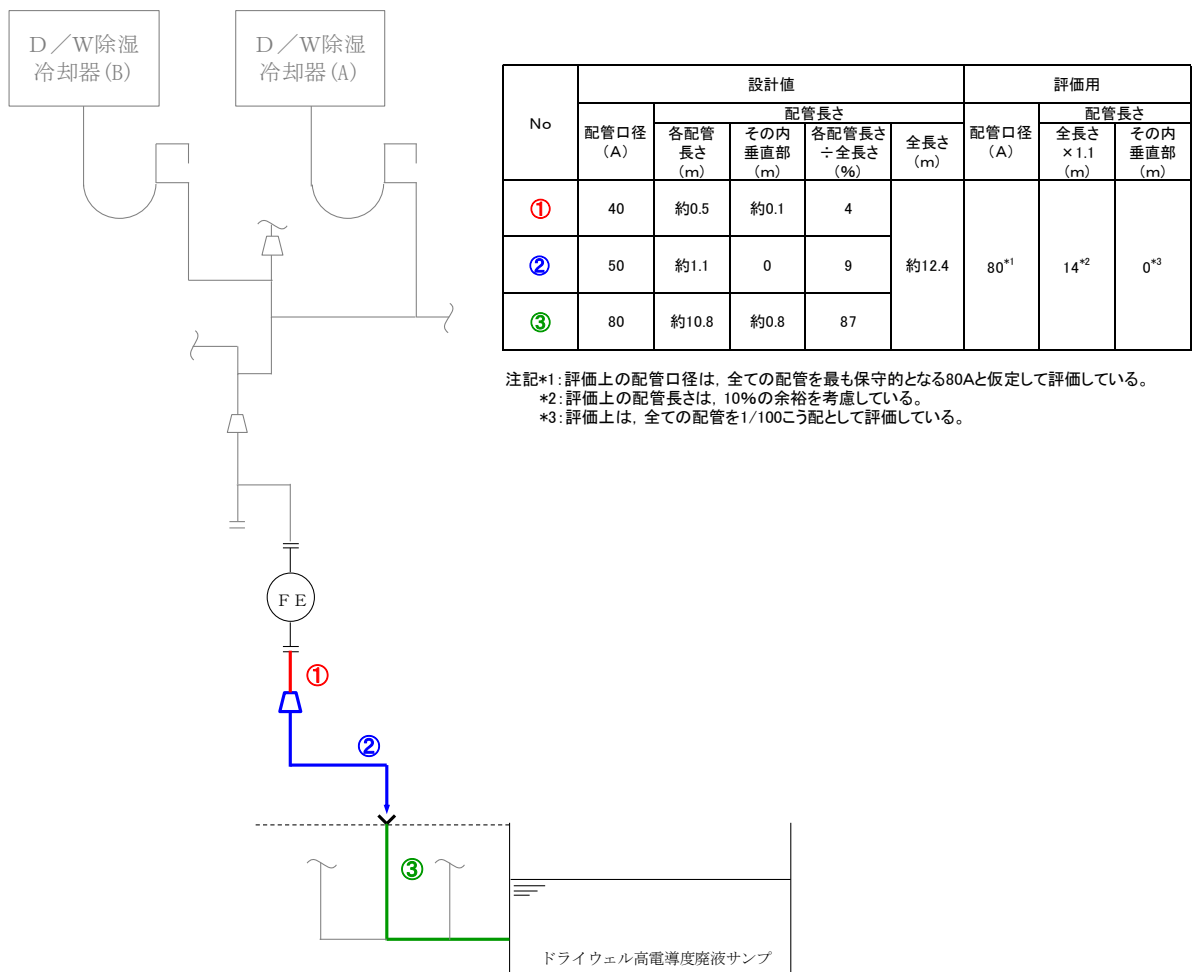 D/W除湿
冷却器(B)
D/W除湿
冷却器(A)
No
設計値
評価用
配管口径
(A)
配管長さ
各配管
長さ
(m)
その内
垂直部
(m)
各配管長さ
÷全長さ
(%)
全長さ
(m)
配管口径
(A)
配管長さ
全長さ
×1.1
(m)
その内
垂直部
(m)
① 40 約0.5 約0.1 4
② 50 約1.1 0 9 約12.4 80*1 14*2 0*3
③ 80 約10.8 約0.8 87
注記*1:評価上の配管口径は,全ての配管を最も保守的となる80Aと仮定して評価している。
*2:評価上の配管長さは,10%の余裕を考慮している。
*3:評価上は,全ての配管を1/100こう配として評価している。
FE
①
②
③
ドライウェル高電導度廃液サンプ